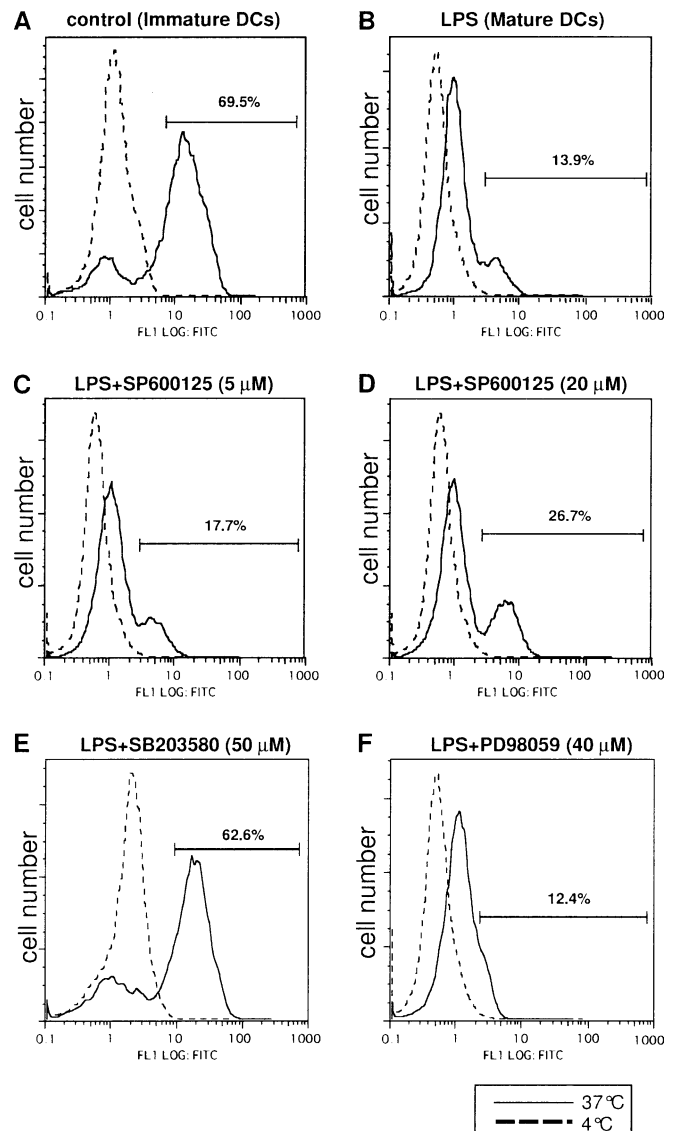 A control (Immature DCs)
cell number
69.5%
0.1 1 10 100 1000
FL1 LOG: FITC
B LPS (Mature DCs)
cell number
13.9%
0.1 1 10 100 1000
FL1 LOG: FITC
C LPS+SP600125 (5 µM)
cell number
17.7%
0.1 1 10 100 1000
FL1 LOG: FITC
D LPS+SP600125 (20 µM)
cell number
26.7%
0.1 1 10 100 1000
FL1 LOG: FITC
E LPS+SB203580 (50 µM)
cell number
62.6%
0.1 1 10 100 1000
FL1 LOG: FITC
F LPS+PD98059 (40 µM)
cell number
12.4%
0.1 1 10 100 1000
FL1 LOG: FITC
37°C
4°C